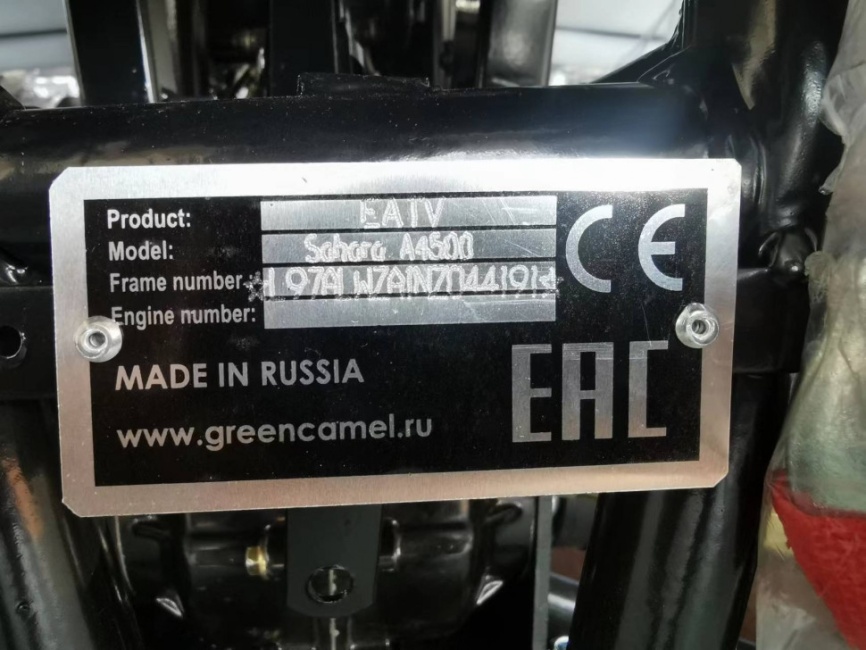 Product: EATV
Model: Sahara A4500
Frame number:
Engine number:
MADE IN RUSSIA
www.greencamel.ru
CE
EAC